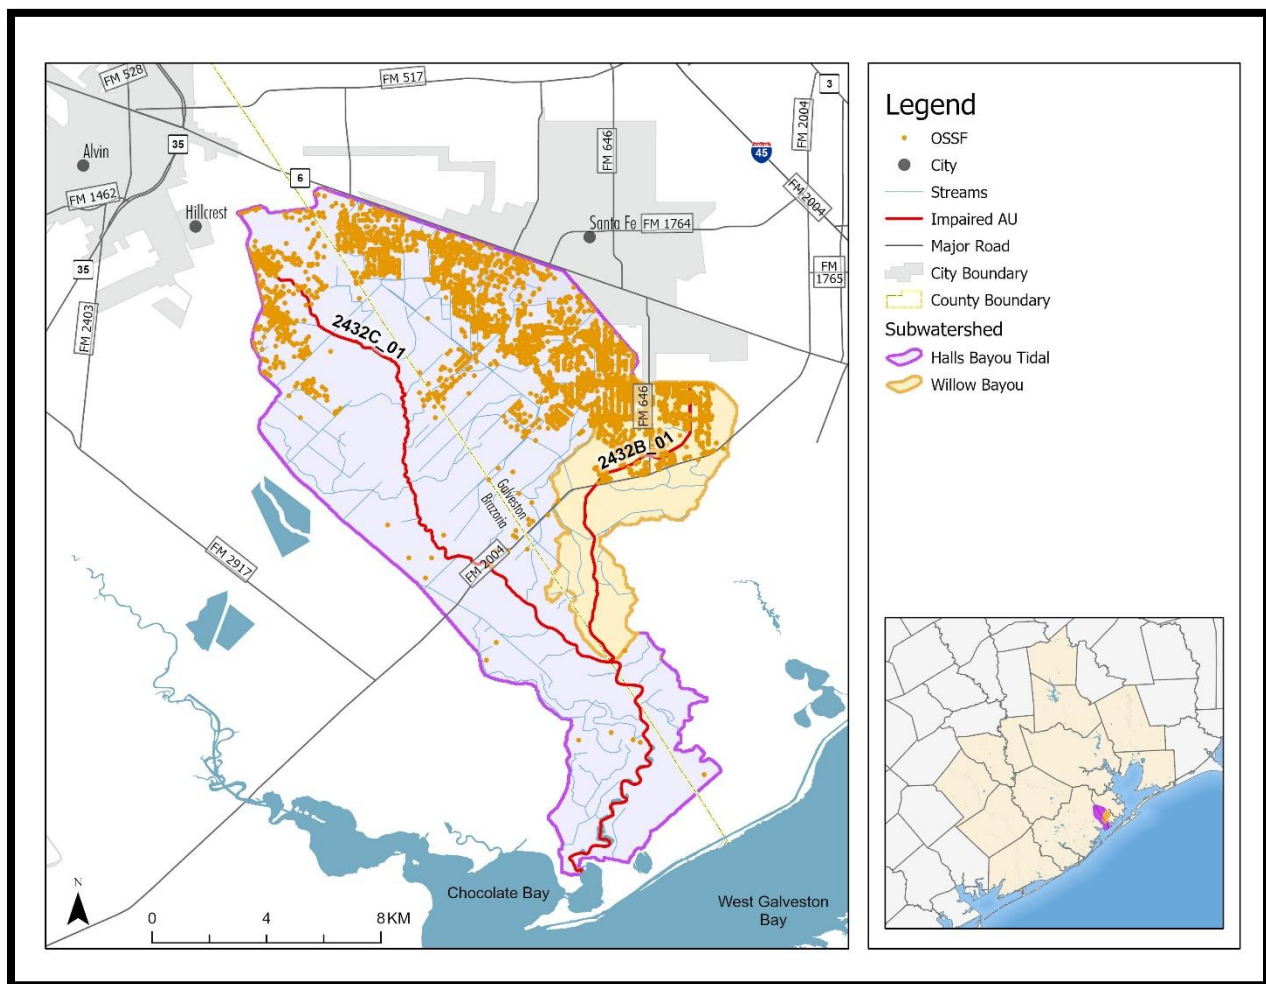 FM 528
FM 517
3
Alvin
35
FM 646
45
FM 2004
FM 1462
6
FM 2004
Hillcrest
Santa Fe
FM 1764
35
FM
1765
FM 2403
2432C_01
FM 646
2432B_01
Galveston
Brazoria
FM 2004
FM 2917
N
0 4 8 KM
Chocolate Bay
West Galveston
Bay
Legend
OSSF
City
Streams
Impaired AU
Major Road
City Boundary
County Boundary
Subwatershed
Halls Bayou Tidal
Willow Bayou